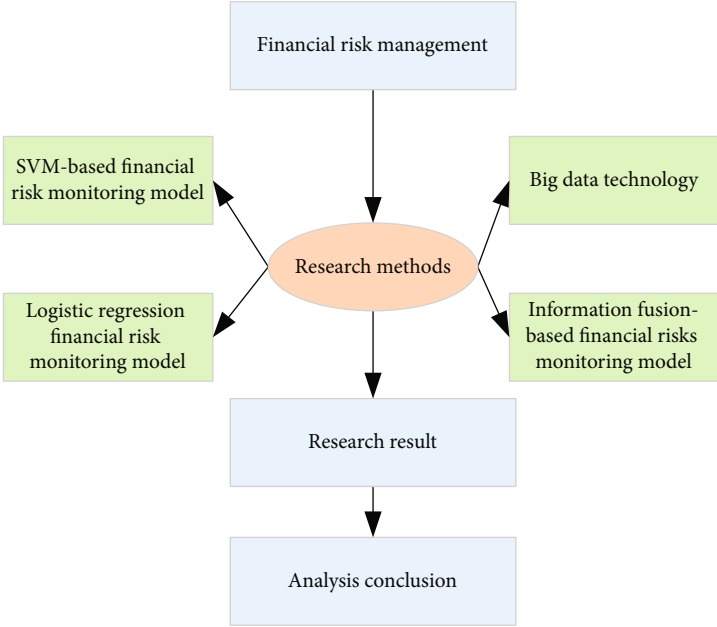 Financial risk management
SVM-based financial
risk monitoring model
Big data technology
Research methods
Logistic regression
financial risk
monitoring model
Information fusion-
based financial risks
monitoring model
Research result
Analysis conclusion